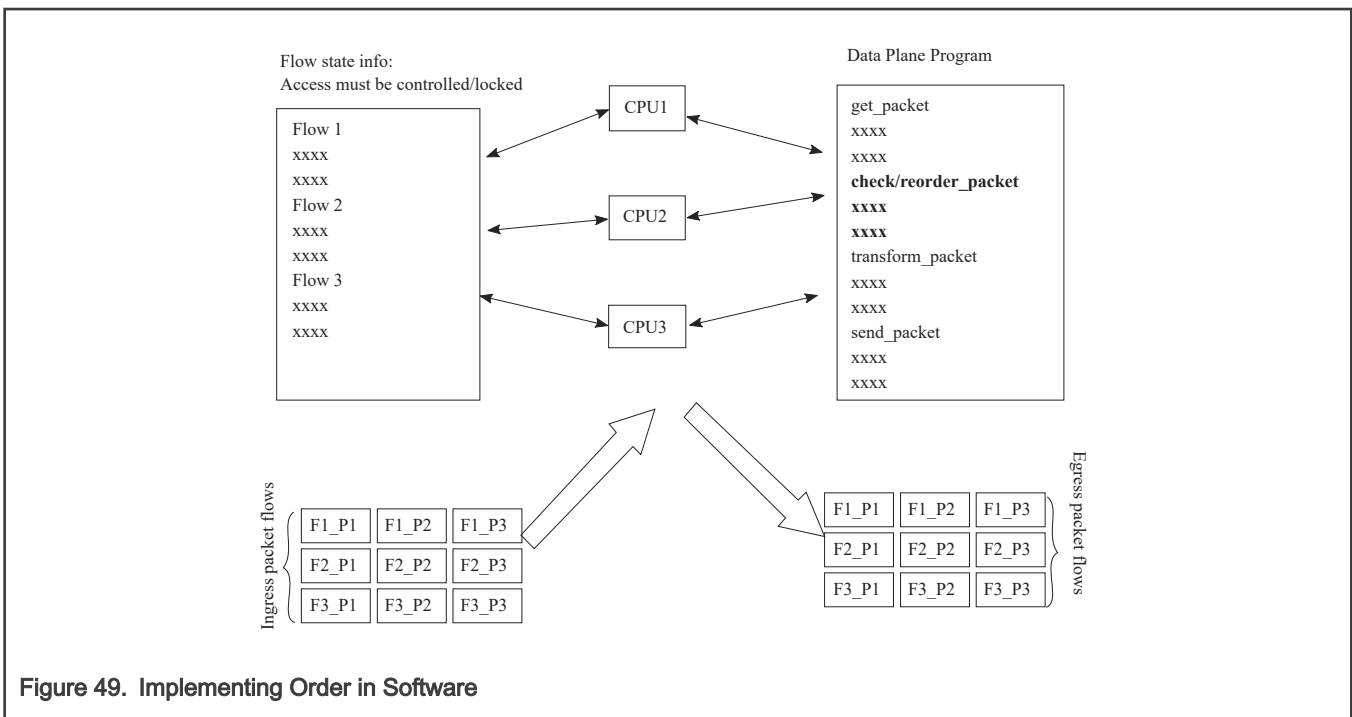 Flow state info:
Access must be controlled/locked
Flow 1
xxxx
xxxx
Flow 2
xxxx
xxxx
Flow 3
xxxx
xxxx
CPU1
CPU2
CPU3
Data Plane Program
get_packet
xxxx
xxxx
check/reorder_packet
xxxx
xxxx
transform_packet
xxxx
xxxx
send_packet
xxxx
xxxx
Ingress packet flows
F1_P1 F1_P2 F1_P3
F2_P1 F2_P2 F2_P3
F3_P1 F3_P2 F3_P3
F1_P1 F1_P2 F1_P3
F2_P1 F2_P2 F2_P3
F3_P1 F3_P2 F3_P3
Egress packet flows
Figure 49. Implementing Order in Software